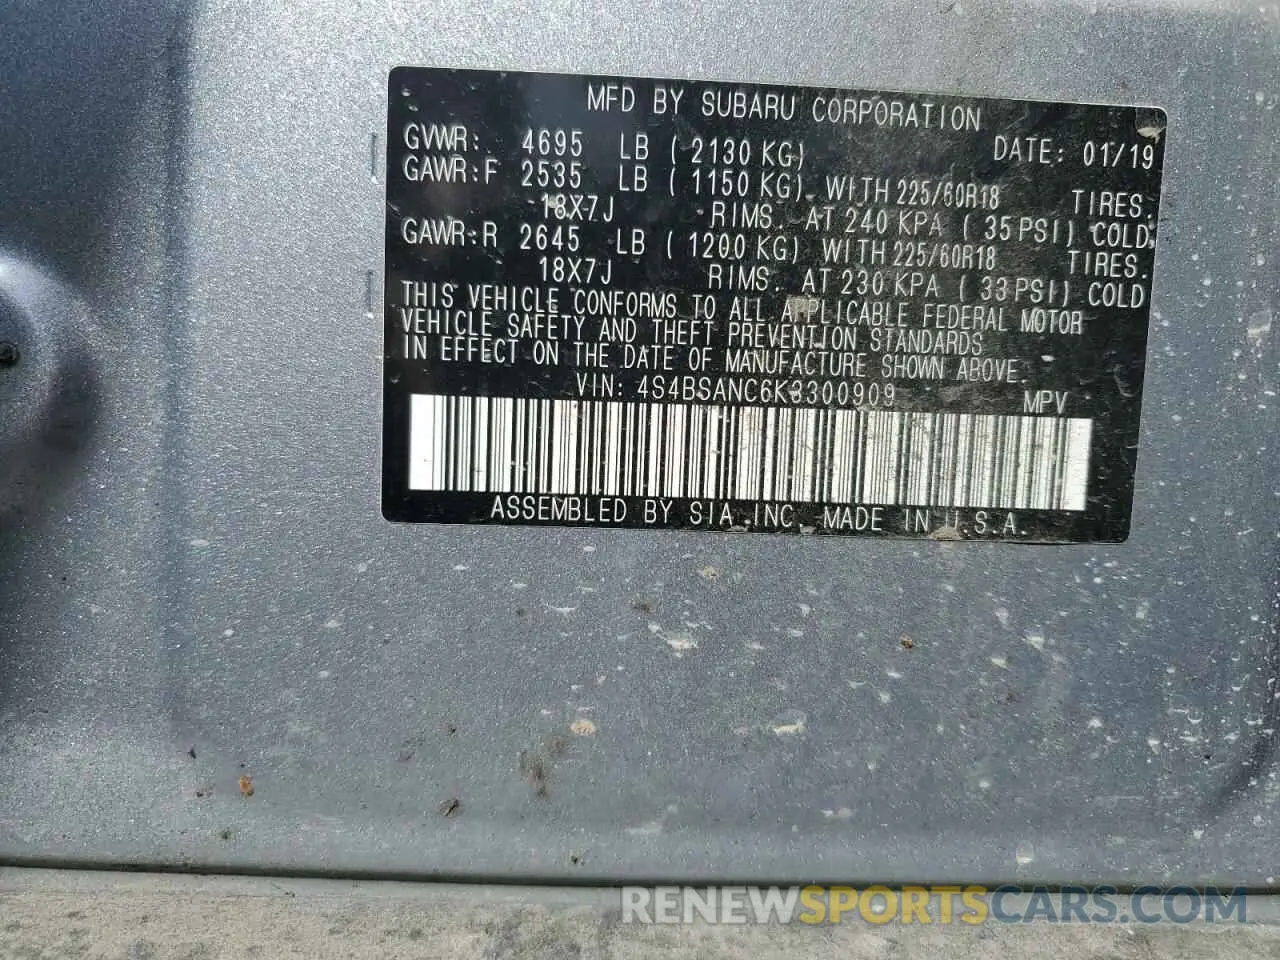 MFD BY SUBARU CORPORATION
GVWR: 4695 LB ( 2130 KG) DATE: 01/19
GAWR:F 2535 LB ( 1150 KG) WITH 225/60R18 TIRES.
18X7J RIMS. AT 240 KPA ( 35 PSI) COLD.
GAWR:R 2645 LB ( 1200 KG) WITH 225/60R18 TIRES.
18X7J RIMS. AT 230 KPA ( 33 PSI) COLD
THIS VEHICLE CONFORMS TO ALL APPLICABLE FEDERAL MOTOR
VEHICLE SAFETY AND THEFT PREVENTION STANDARDS
IN EFFECT ON THE DATE OF MANUFACTURE SHOWN ABOVE.
VIN: 4S4BSANC6K3300909 MPV
ASSEMBLED BY SIA INC. MADE IN U.S.A.
RENEWSPORTSCARS.COM